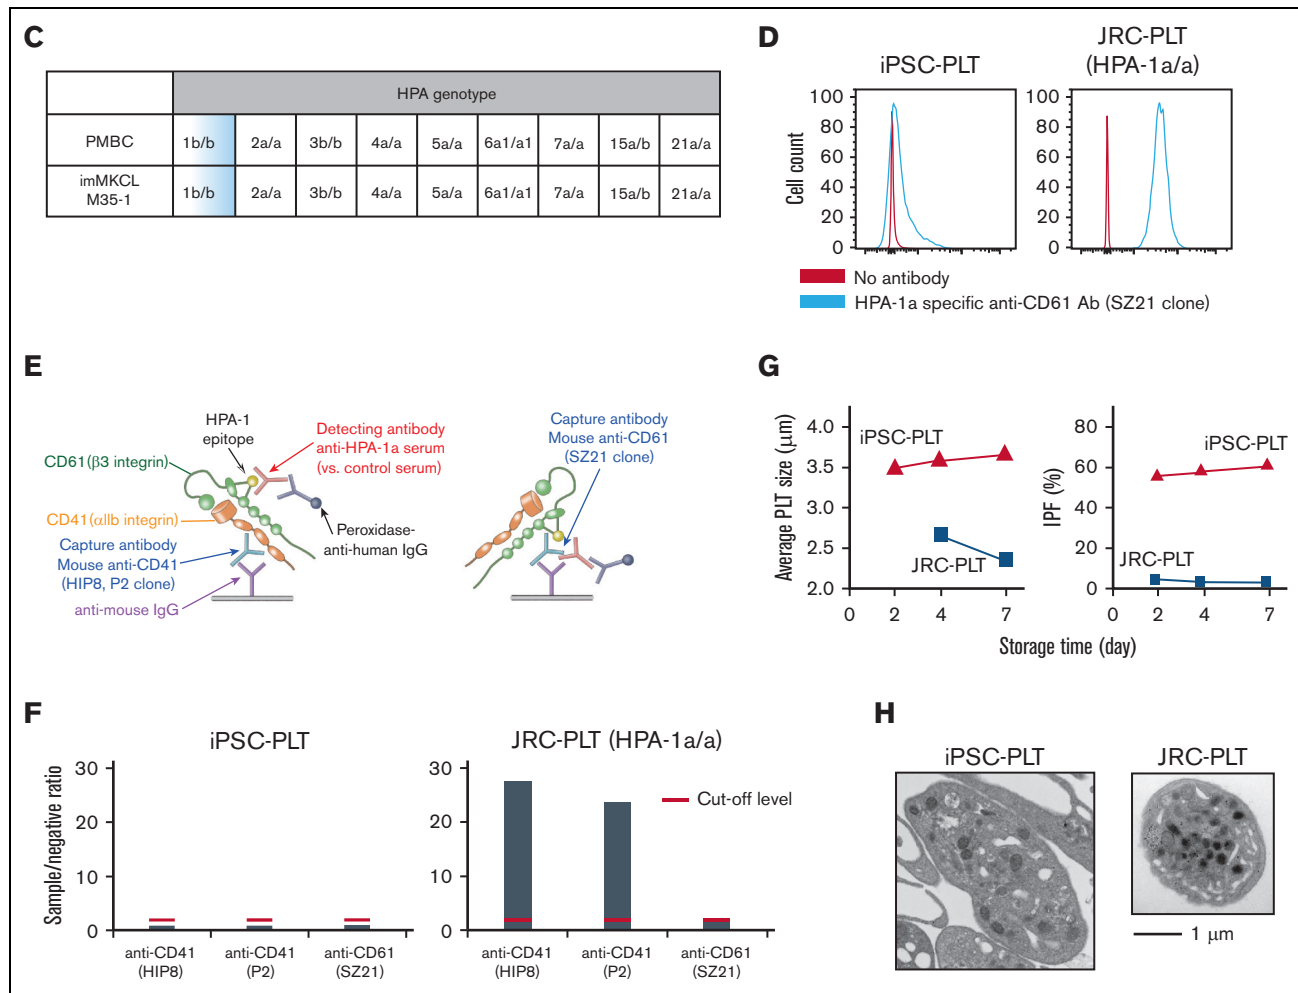 C
HPA genotype
PMBC 1b/b 2a/a 3b/b 4a/a 5a/a 6a1/a1 7a/a 15a/b 21a/a
imMKCL
M35-1
1b/b 2a/a 3b/b 4a/a 5a/a 6a1/a1 7a/a 15a/b 21a/a
D
iPSC-PLT
JRC-PLT
(HPA-1a/a)
Cell count
100
80
60
40
20
0
100
80
60
40
20
0
No antibody
HPA-1a specific anti-CD61 Ab (SZ21 clone)
E
HPA-1
epitope
Detecting antibody
anti-HPA-1a serum
(vs. control serum)
CD61(β3 integrin)
CD41(αIIb integrin)
Capture antibody
Mouse anti-CD41
(HIP8, P2 clone)
anti-mouse IgG
Peroxidase-
anti-human IgG
Capture antibody
Mouse anti-CD61
(SZ21 clone)
G
Average PLT size (μm)
4.0
3.5
3.0
2.5
2.0
iPSC-PLT
JRC-PLT
0 2 4 7
IPF (%)
80
60
40
20
0
iPSC-PLT
JRC-PLT
0 2 4 7
Storage time (day)
F
iPSC-PLT
Sample/negative ratio
30
20
10
0
anti-CD41
(HIP8)
anti-CD41
(P2)
anti-CD61
(SZ21)
JRC-PLT (HPA-1a/a)
30
20
10
0
Cut-off level
anti-CD41
(HIP8)
anti-CD41
(P2)
anti-CD61
(SZ21)
H
iPSC-PLT
JRC-PLT
1 μm